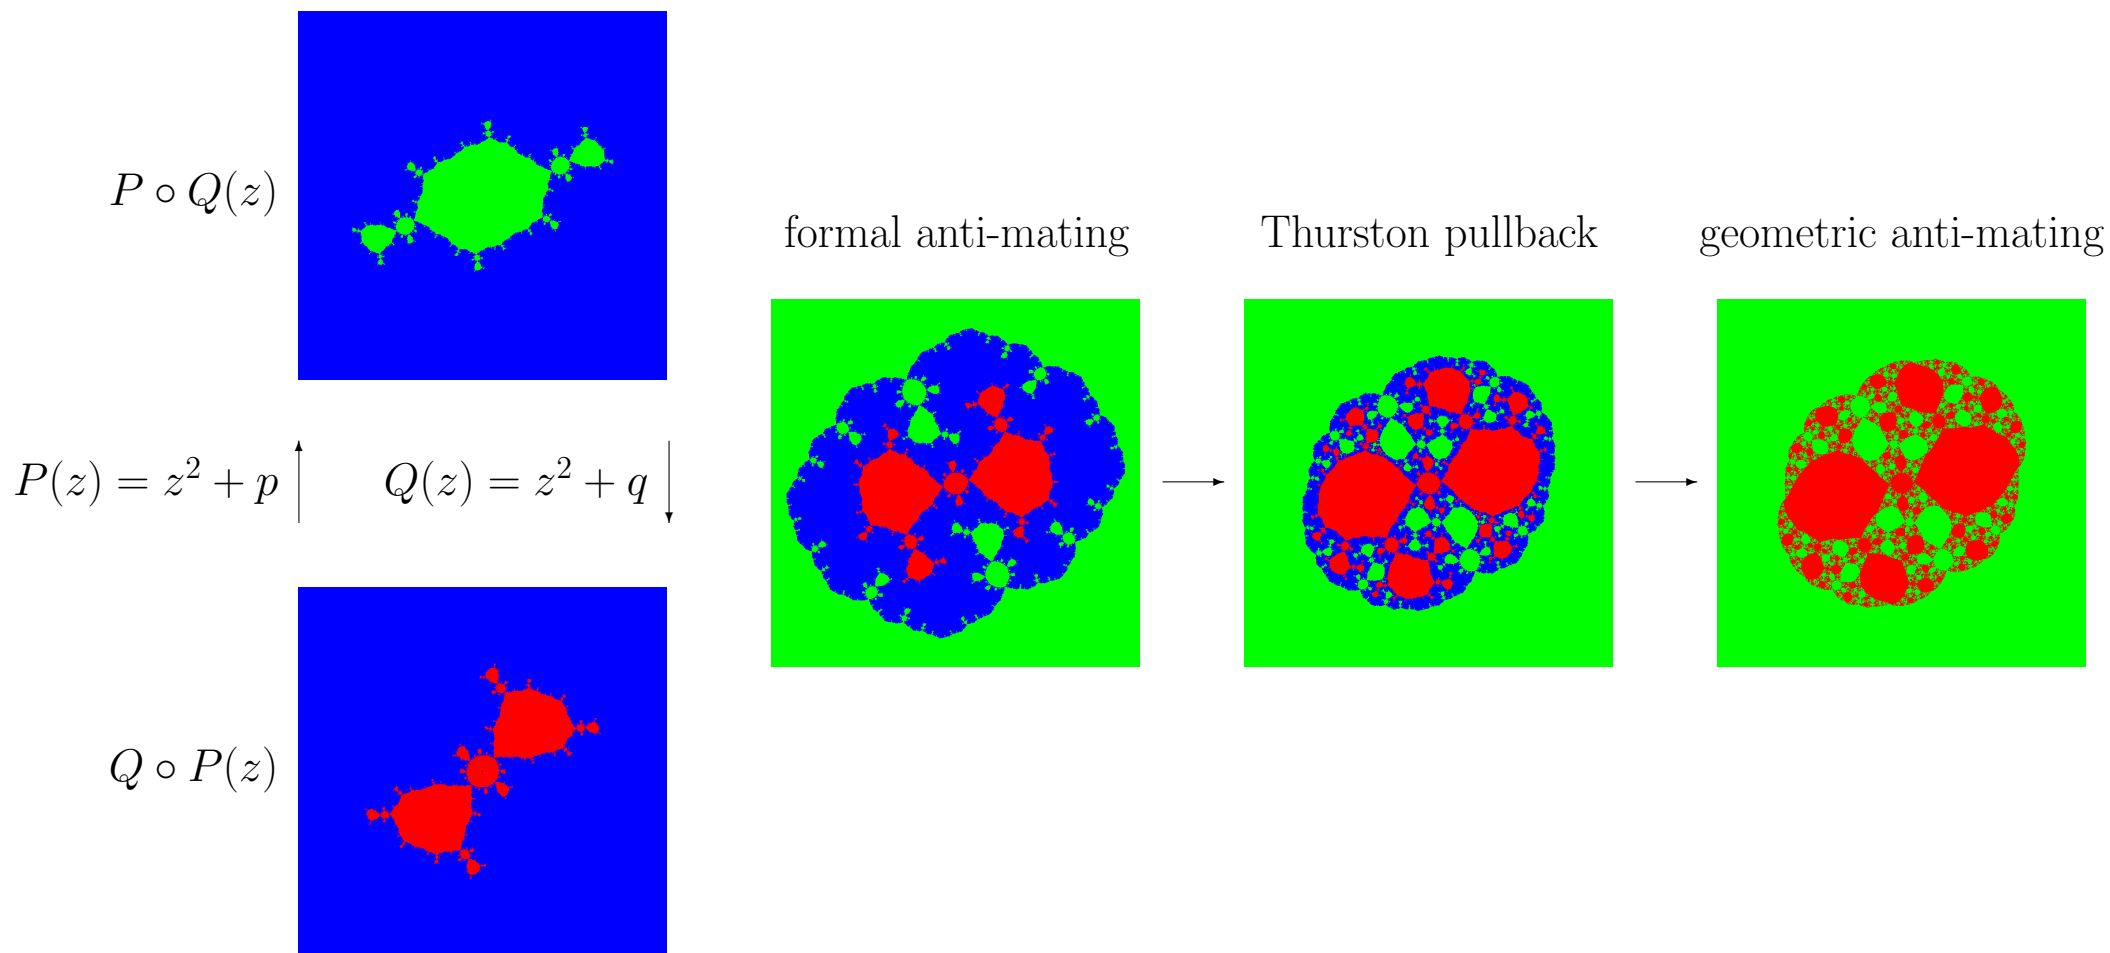 P ∘ Q(z)
formal anti-mating
Thurston pullback
geometric anti-mating
P(z) = z² + p
Q(z) = z² + q
Q ∘ P(z)